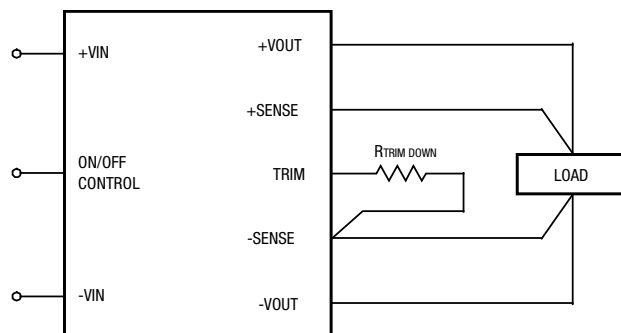 +VIN
ON/OFF
CONTROL
-VIN
+VOUT
+SENSE
TRIM
-SENSE
-VOUT
RTRIM DOWN
LOAD